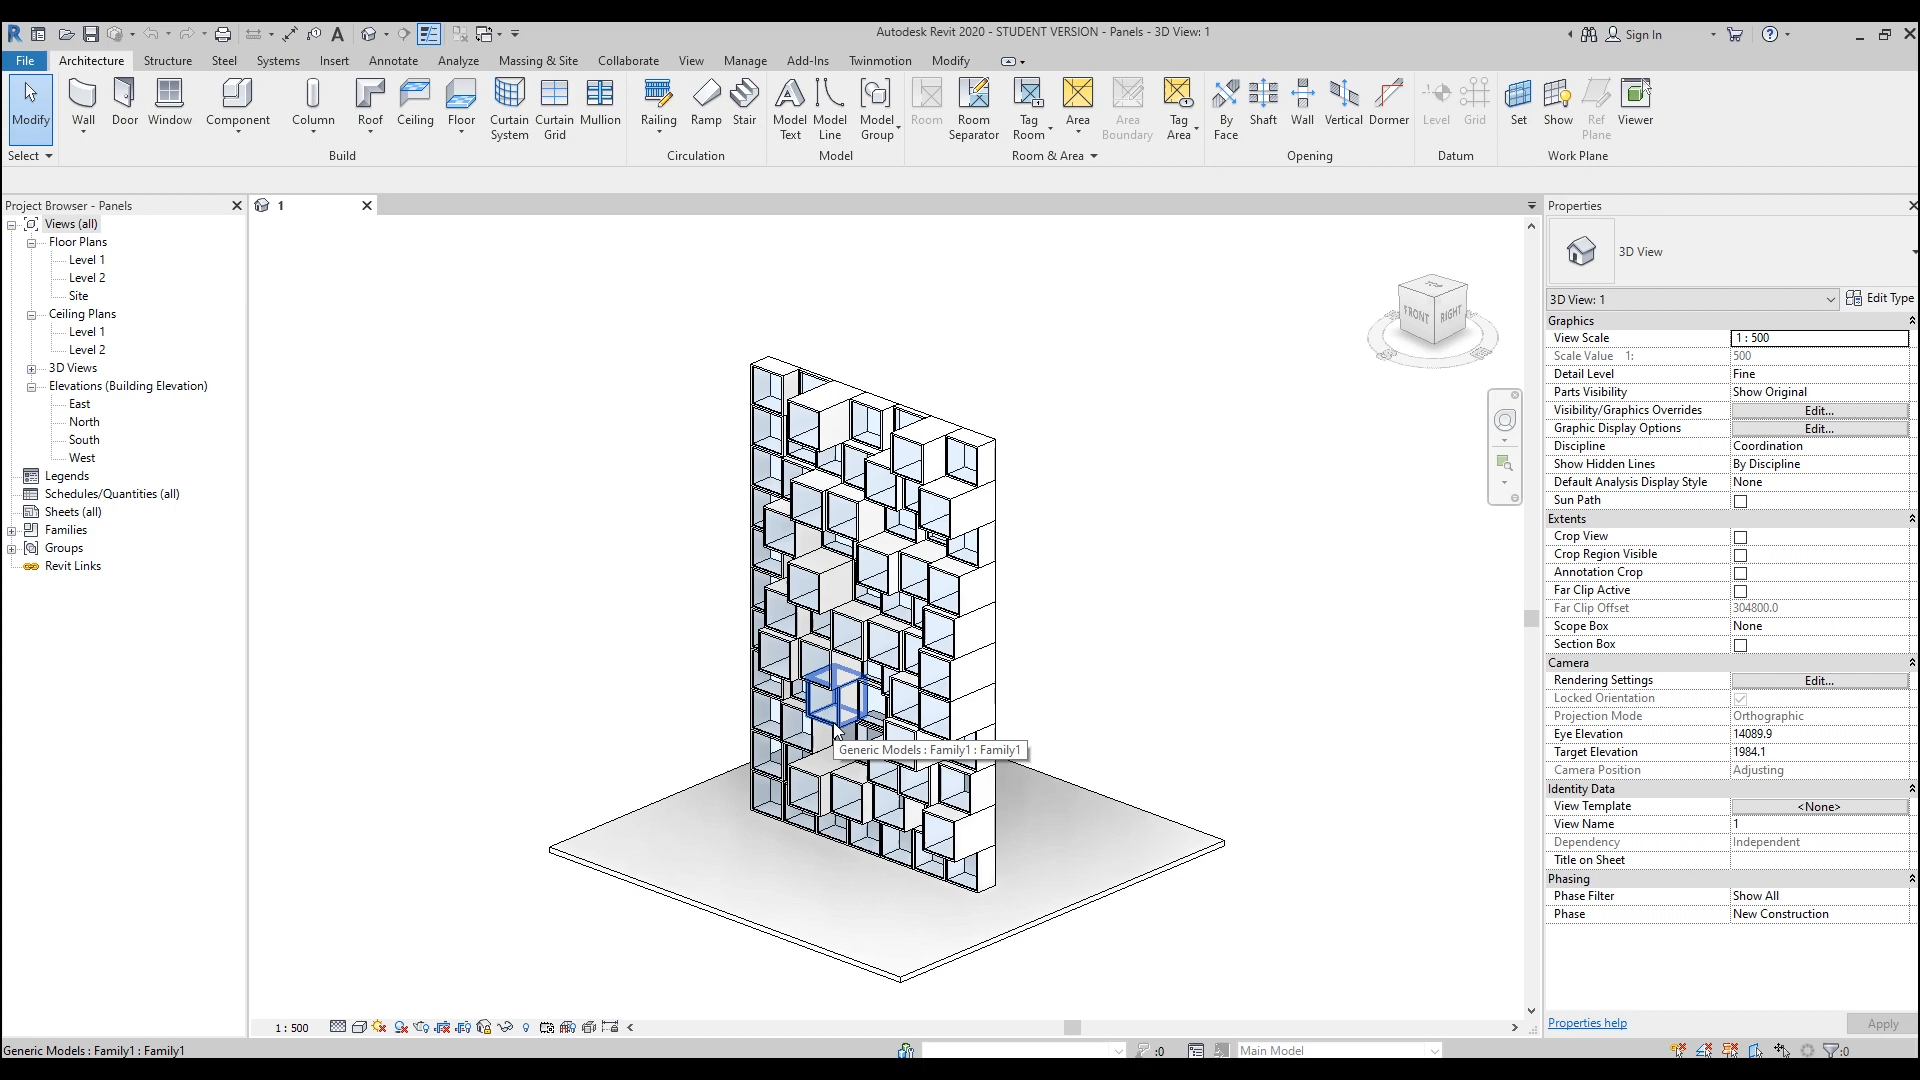 Autodesk Revit 2020 - STUDENT VERSION - Panels - 3D View: 1
Sign In
File Architecture Structure Steel Systems Insert Annotate Analyze Massing & Site Collaborate View Manage Add-Ins Twinmotion Modify
Modify Wall Door Window Component Column Roof Ceiling Floor Curtain System Curtain Grid Mullion Railing Ramp Stair Model Text Model Line Model Group Room Room Separator Tag Room Area Area Boundary Tag Area By Face Shaft Wall Vertical Dormer Level Grid Set Show Ref Plane Viewer
Select Build Circulation Model Room & Area Opening Datum Work Plane
Project Browser - Panels
Views (all)
Floor Plans
Level 1
Level 2
Site
Ceiling Plans
Level 1
Level 2
3D Views
Elevations (Building Elevation)
East
North
South
West
Legends
Schedules/Quantities (all)
Sheets (all)
Families
Groups
Revit Links
1
FRONT RIGHT
Generic Models : Family1 : Family1
1 : 500
Properties
3D View
3D View: 1 Edit Type
Graphics
View Scale 1 : 500
Scale Value 1: 500
Detail Level Fine
Parts Visibility Show Original
Visibility/Graphics Overrides Edit...
Graphic Display Options Edit...
Discipline Coordination
Show Hidden Lines By Discipline
Default Analysis Display Style None
Sun Path
Extents
Crop View
Crop Region Visible
Annotation Crop
Far Clip Active
Far Clip Offset 304800.0
Scope Box None
Section Box
Camera
Rendering Settings Edit...
Locked Orientation
Projection Mode Orthographic
Eye Elevation 14089.9
Target Elevation 1984.1
Camera Position Adjusting
Identity Data
View Template <None>
View Name 1
Dependency Independent
Title on Sheet
Phasing
Phase Filter Show All
Phase New Construction
Properties help Apply
Generic Models : Family1 : Family1 :0 Main Model :0